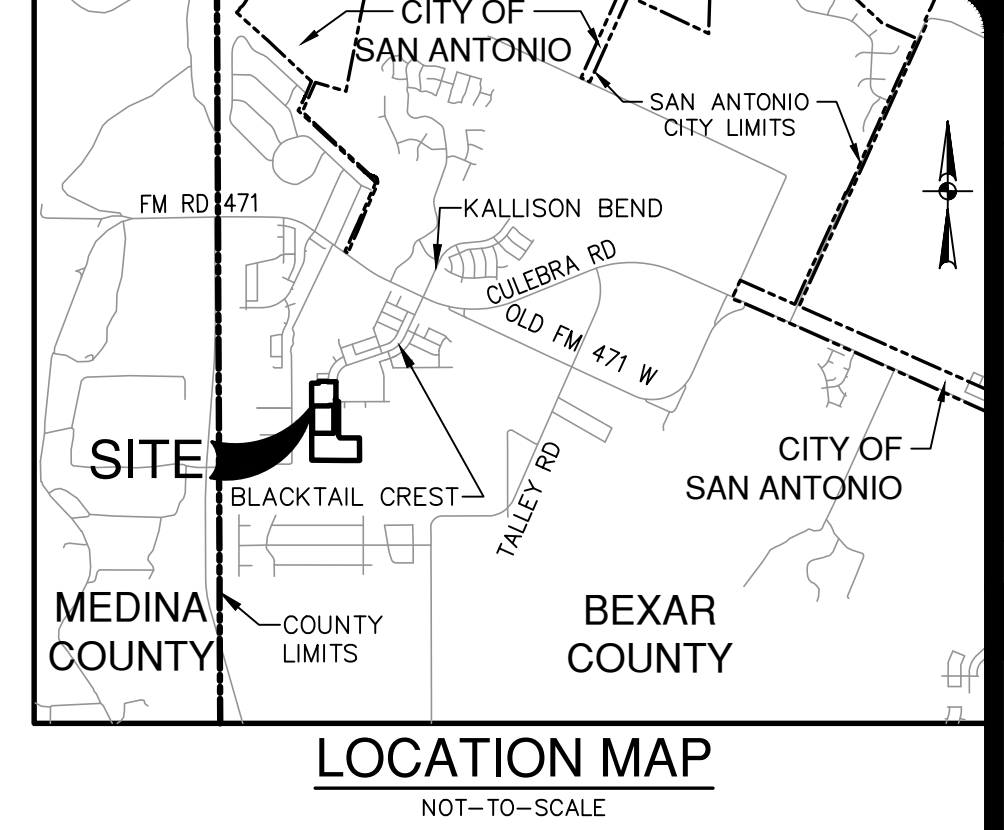 CITY OF
SAN ANTONIO
SAN ANTONIO
CITY LIMITS
FM RD 471
KALLISON BEND
CULEBRA RD
OLD FM 471 W
SITE
BLACKTAIL CREST
TALLEY RD
CITY OF
SAN ANTONIO
MEDINA
COUNTY
COUNTY
LIMITS
BEXAR
COUNTY
LOCATION MAP
NOT-TO-SCALE